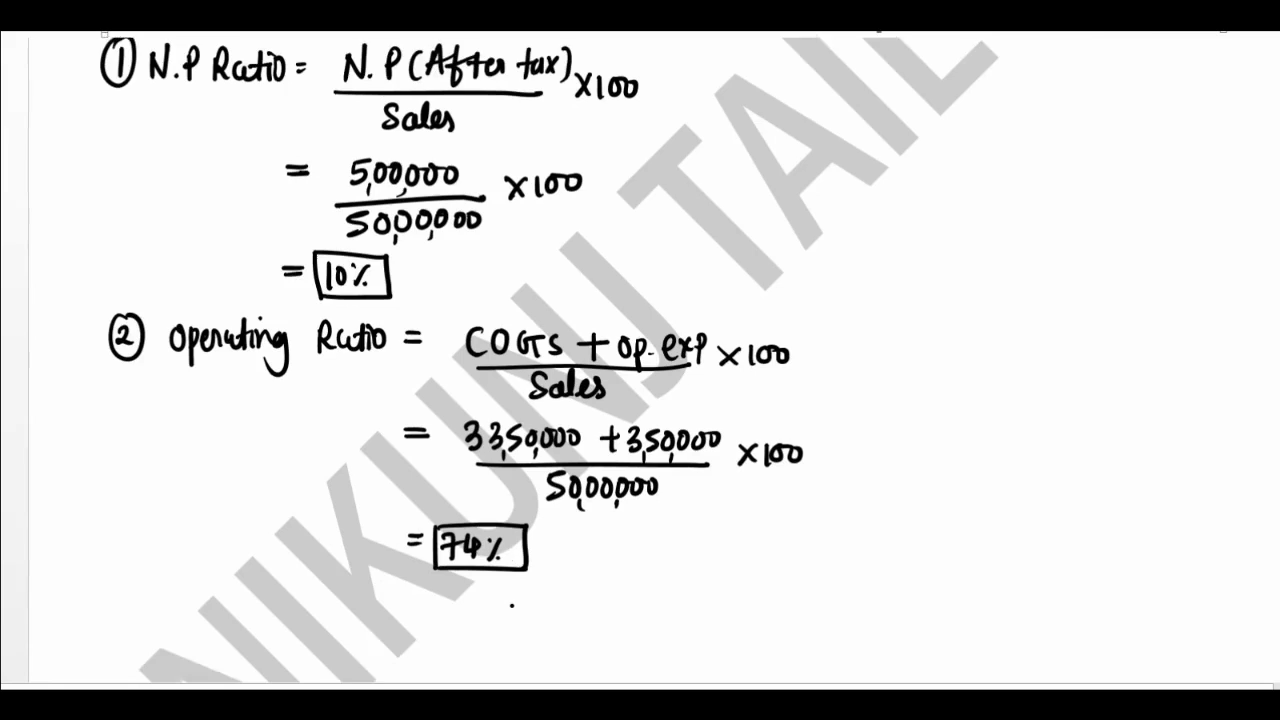 ① N.P Ratio = N.P (After tax) ×100
Sales
= 5,00,000 ×100
50,00,000
= 10%
② Operating Ratio = COGS + op. exp ×100
Sales
= 33,50,000 + 3,50,000 ×100
50,00,000
= 74%
NIKUNJ TAIL